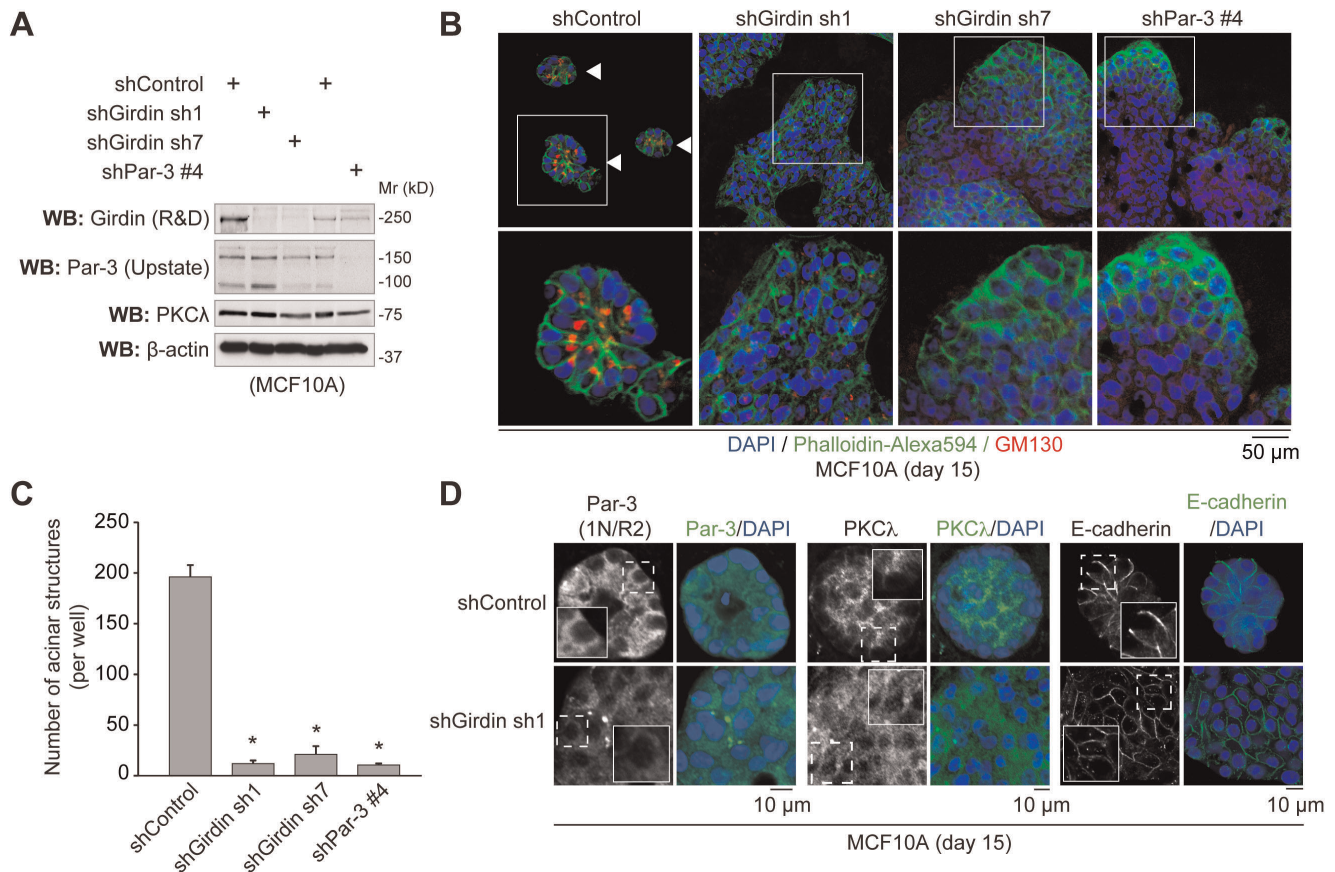 A
shControl + +
shGirdin sh1 +
shGirdin sh7 +
shPar-3 #4 +
Mr (kD)
WB: Girdin (R&D) -250
WB: Par-3 (Upstate) -150
-100
WB: PKCλ -75
WB: β-actin
-37
(MCF10A)
B
shControl shGirdin sh1 shGirdin sh7 shPar-3 #4
DAPI / Phalloidin-Alexa594 / GM130
MCF10A (day 15)
50 μm
C
Number of acinar structures
(per well)
250
200
150
100
50
0
* * *
shControl
shGirdin sh1
shGirdin sh7
shPar-3 #4
D
Par-3
(1N/R2)
Par-3/DAPI
PKCλ
PKCλ/DAPI
E-cadherin
E-cadherin
/DAPI
shControl
shGirdin sh1
10 μm 10 μm 10 μm
MCF10A (day 15)